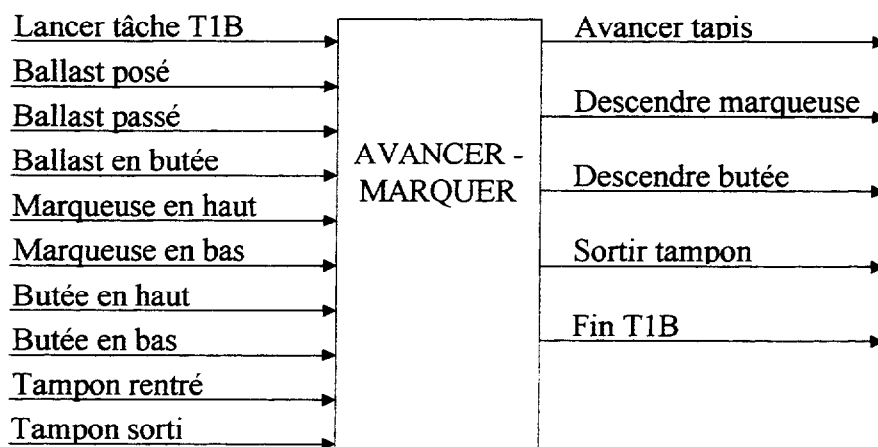 Lancer tâche T1B
Ballast posé
Ballast passé
Ballast en butée
Marqueuse en haut
Marqueuse en bas
Butée en haut
Butée en bas
Tampon rentré
Tampon sorti
AVANCER -
MARQUER
Avancer tapis
Descendre marqueuse
Descendre butée
Sortir tampon
Fin T1B